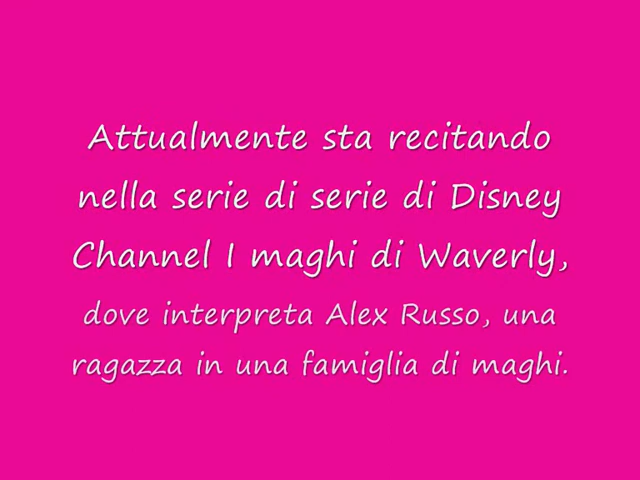 Attualmente sta recitando
nella serie di serie di Disney
Channel I maghi di Waverly,
dove interpreta Alex Russo, una
ragazza in una famiglia di maghi.